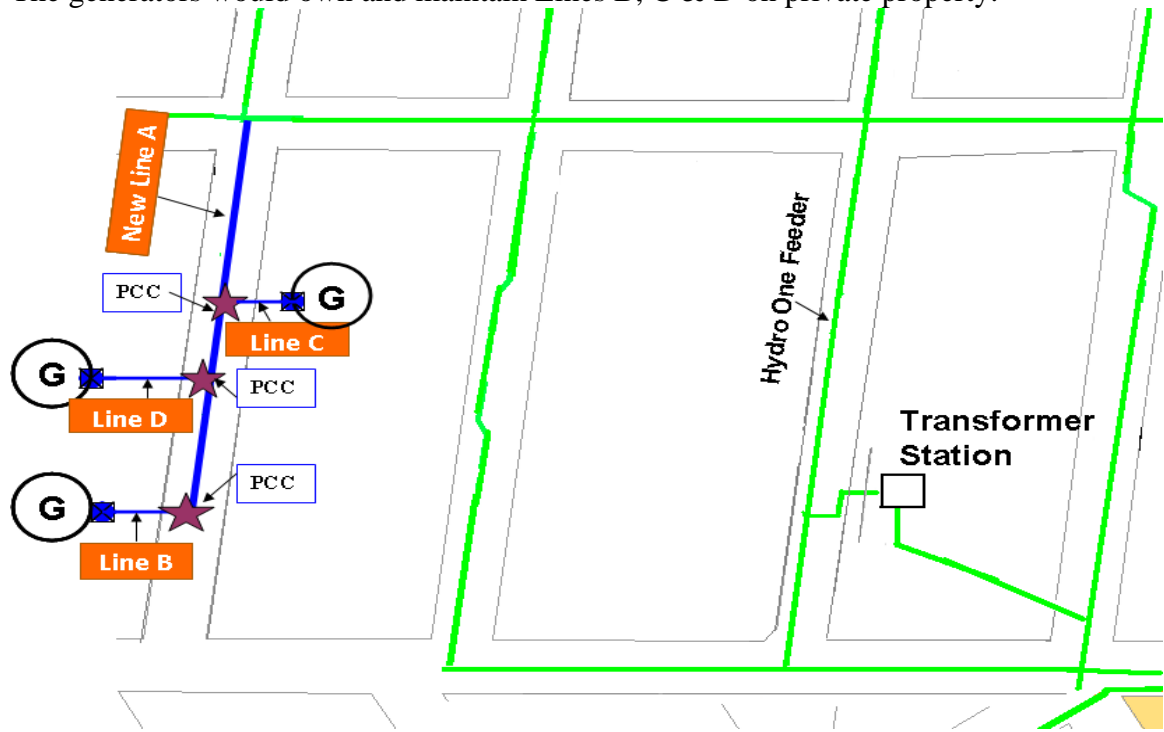 The generators would own and maintain Lines B, C & D on private property.
New Line A
PCC
G
Line C
G
PCC
Line D
Hydro One Feeder
Transformer
Station
PCC
G
Line B